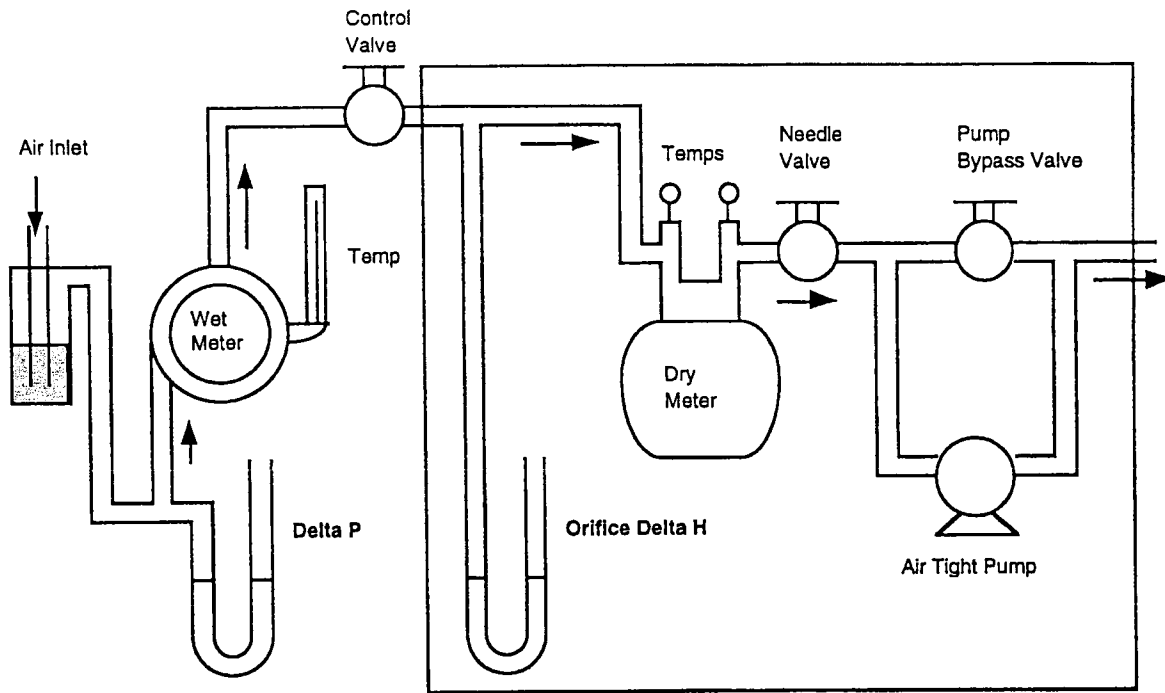 Control
Valve
Air Inlet
Temps
Needle
Valve
Pump
Bypass Valve
Temp
Wet
Meter
Dry
Meter
Delta P
Orifice Delta H
Air Tight Pump